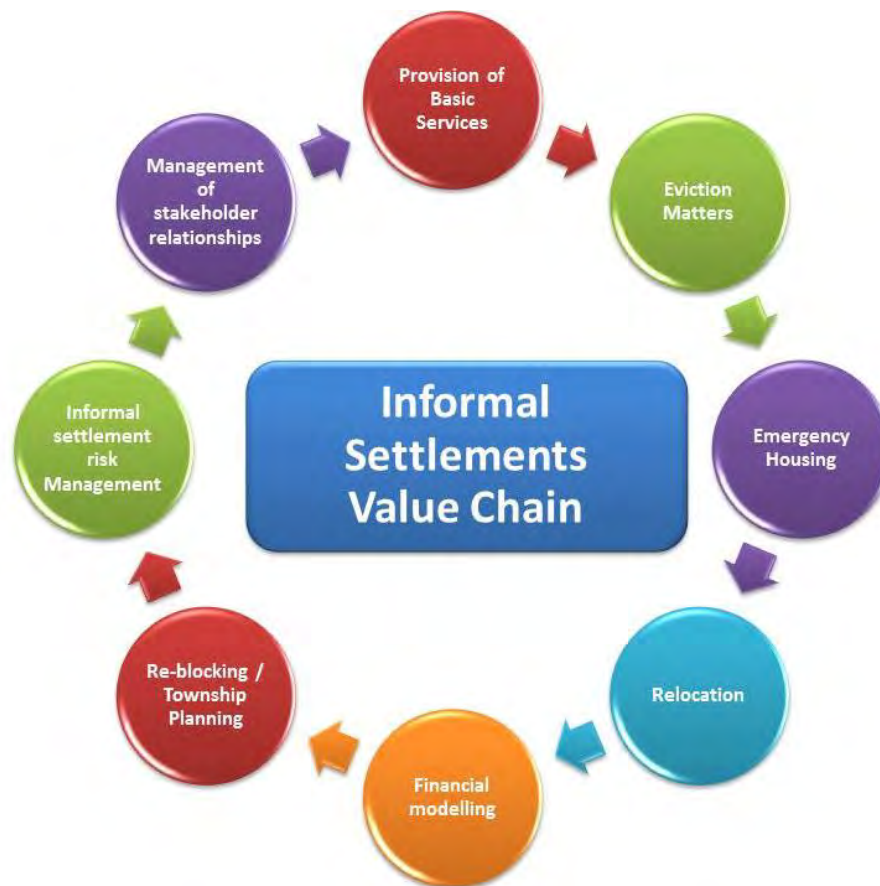 Provision of
Basic
Services
Eviction
Matters
Emergency
Housing
Relocation
Financial
modelling
Re-blocking /
Township
Planning
Informal
settlement
risk
Management
Management
of
stakeholder
relationships
Informal
Settlements
Value Chain